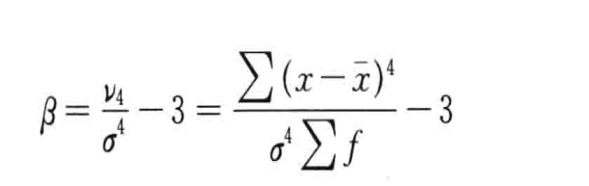 β = ν₄/σ⁴ − 3 = ∑(x − x̄)⁴ / σ⁴ ∑ f − 3